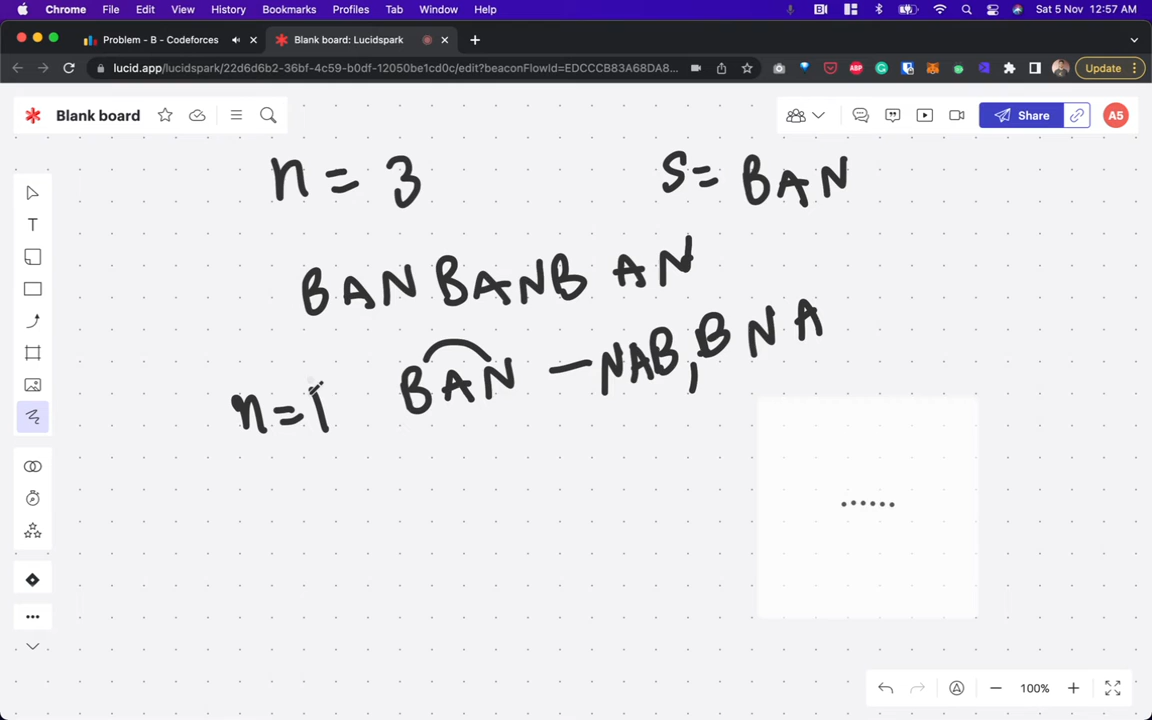 Chrome File Edit View History Bookmarks Profiles Tab Window Help Sat 5 Nov 12:57 AM
Problem - B - Codeforces Blank board: Lucidspark
lucid.app/lucidspark/22d6d6b2-36bf-4c59-b0df-12050be1cd0c/edit?beaconFlowId=EDCCCB83A68DA8... ABP Update
Blank board Share A5
n = 3 S = BAN
BANBANBAN
n=1 BAN - NAB, BNA
T
100%